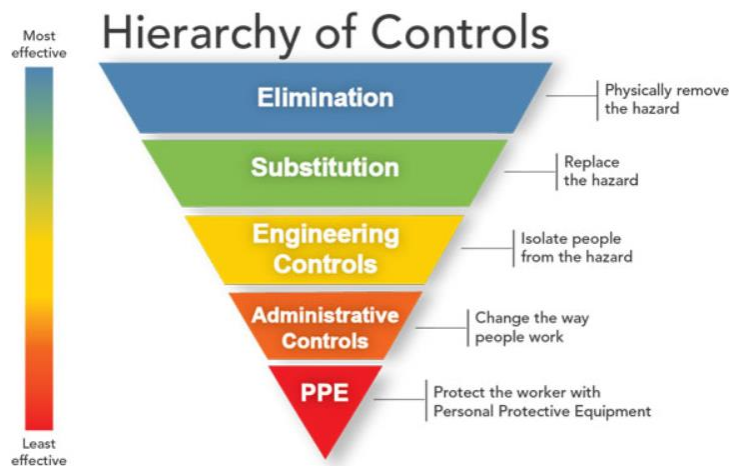 Hierarchy of Controls
Most
effective
Elimination
Physically remove
the hazard
Substitution
Replace
the hazard
Engineering
Controls
Isolate people
from the hazard
Administrative
Controls
Change the way
people work
PPE
Protect the worker with
Personal Protective Equipment
Least
effective